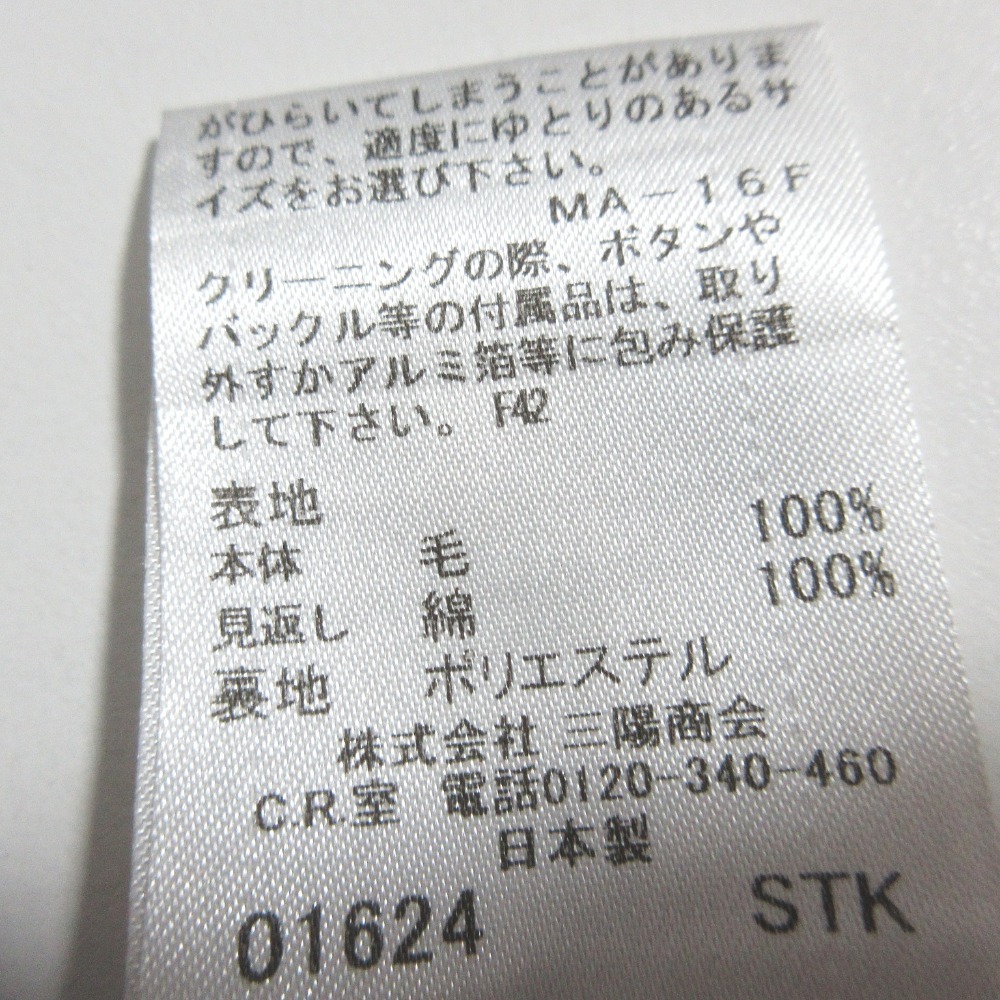 がひらいてしまうことがありま
すので、適度にゆとりのあるサ
イズをお選び下さい。
MA－16F
クリーニングの際、ボタンや
バックル等の付属品は、取り
外すかアルミ箔等に包み保護
して下さい。 F42
表地
本体 毛 100%
見返し 綿 100%
裏地 ポリエステル
株式会社 三陽商会
C.R.室 電話0120-340-460
日本製
01624 STK